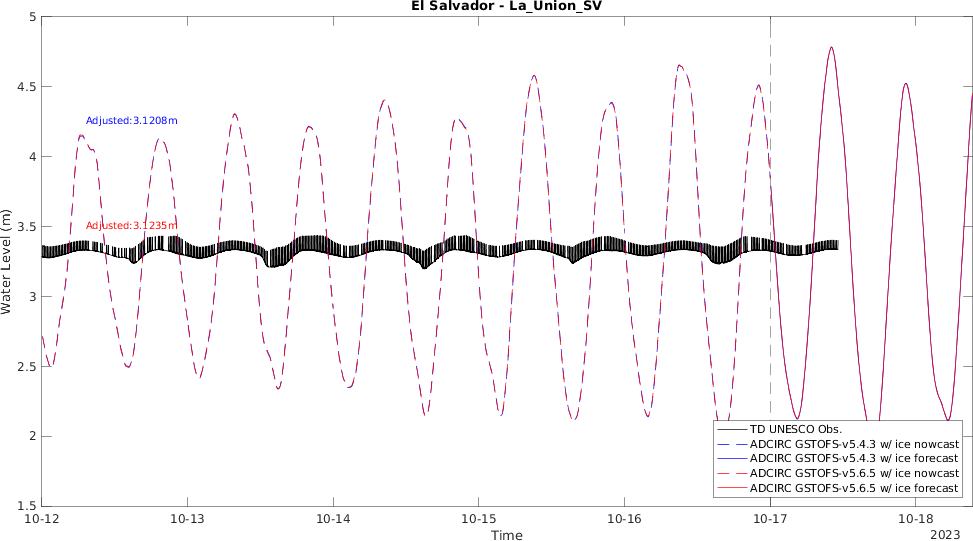 El Salvador - La_Union_SV
5
4.5
4
3.5
3
2.5
2
1.5
Water Level (m)
Adjusted:3.1208m
Adjusted:3.1235m
TD UNESCO Obs.
ADCIRC GSTOFS-v5.4.3 w/ ice nowcast
ADCIRC GSTOFS-v5.4.3 w/ ice forecast
ADCIRC GSTOFS-v5.6.5 w/ ice nowcast
ADCIRC GSTOFS-v5.6.5 w/ ice forecast
10-12 10-13 10-14 10-15 10-16 10-17 10-18
Time
2023